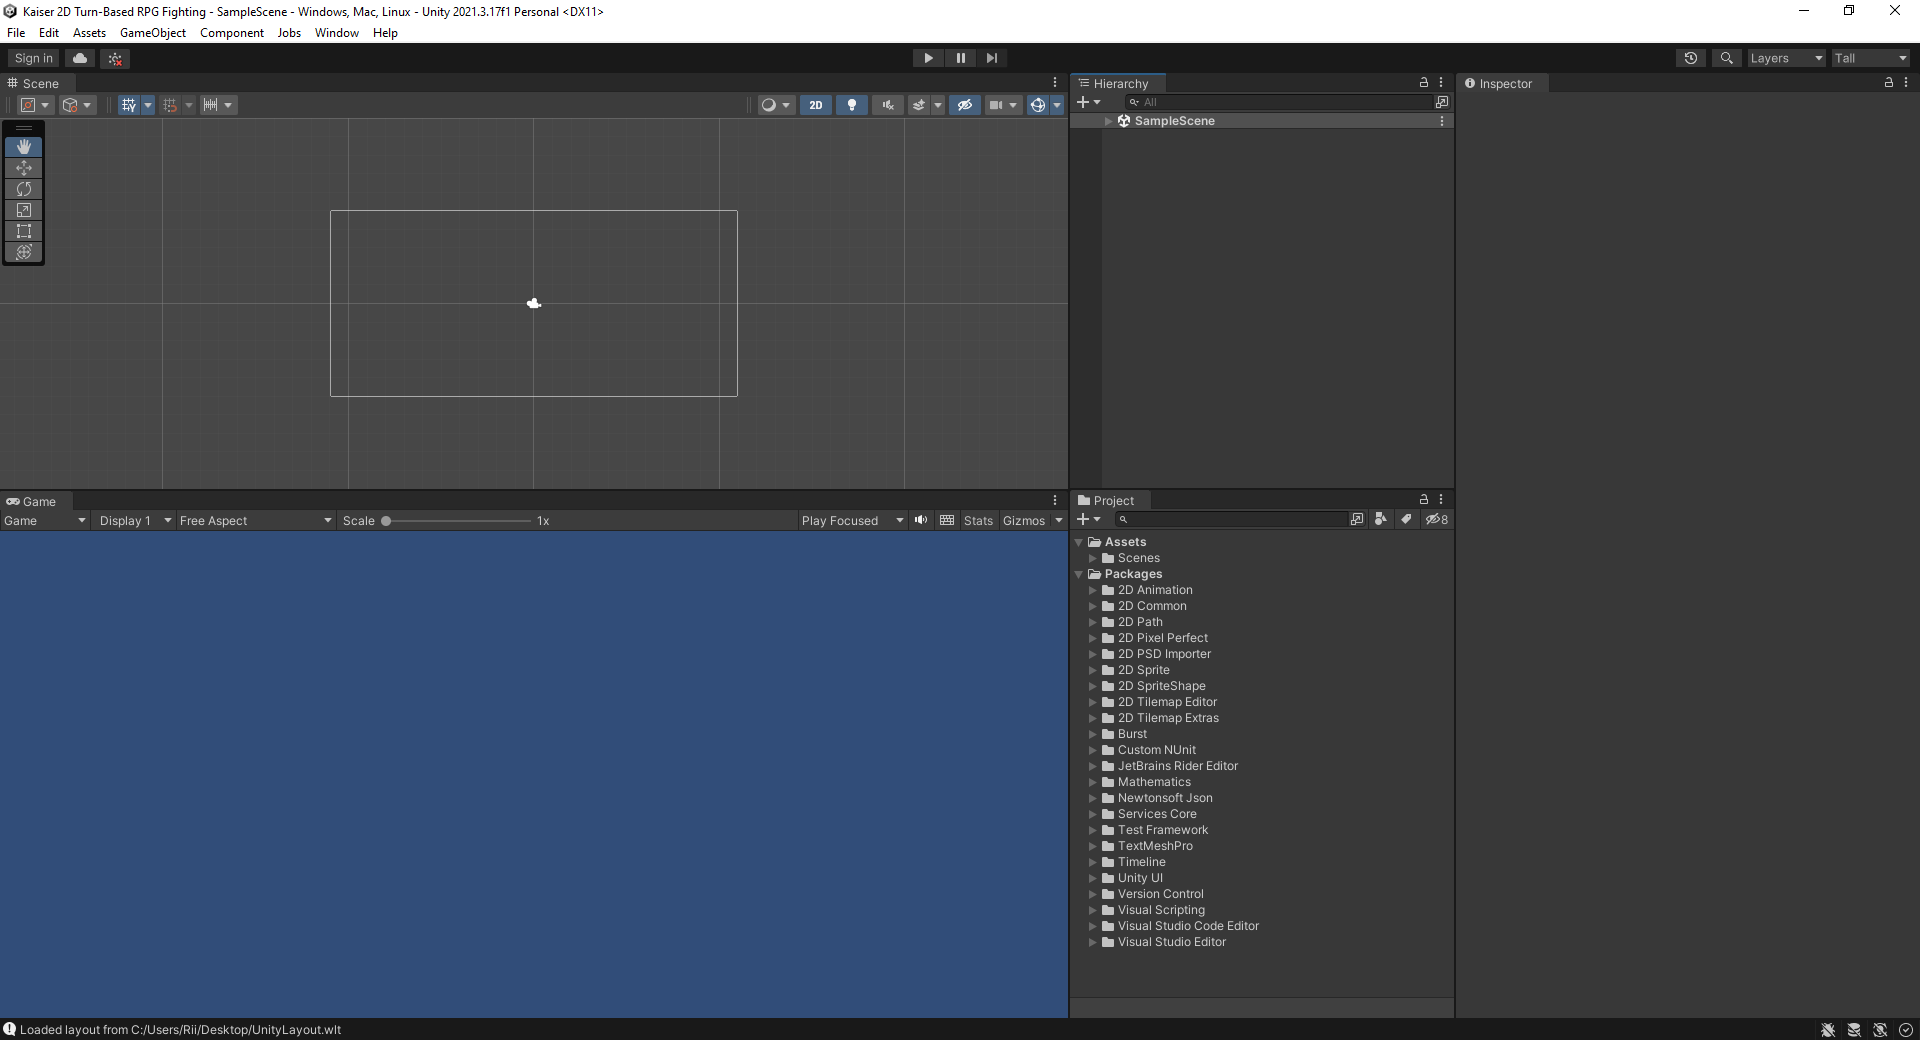 Kaiser 2D Turn-Based RPG Fighting - SampleScene - Windows, Mac, Linux - Unity 2021.3.17f1 Personal <DX11>
File Edit Assets GameObject Component Jobs Window Help
Sign in
Layers
Tall
Scene
2D
Hierarchy
All
SampleScene
Inspector
Game
Game Display 1 Free Aspect Scale 1x Play Focused Stats Gizmos
Project
8
Assets
Scenes
Packages
2D Animation
2D Common
2D Path
2D Pixel Perfect
2D PSD Importer
2D Sprite
2D SpriteShape
2D Tilemap Editor
2D Tilemap Extras
Burst
Custom NUnit
JetBrains Rider Editor
Mathematics
Newtonsoft Json
Services Core
Test Framework
TextMeshPro
Timeline
Unity UI
Version Control
Visual Scripting
Visual Studio Code Editor
Visual Studio Editor
Loaded layout from C:/Users/Rii/Desktop/UnityLayout.wlt